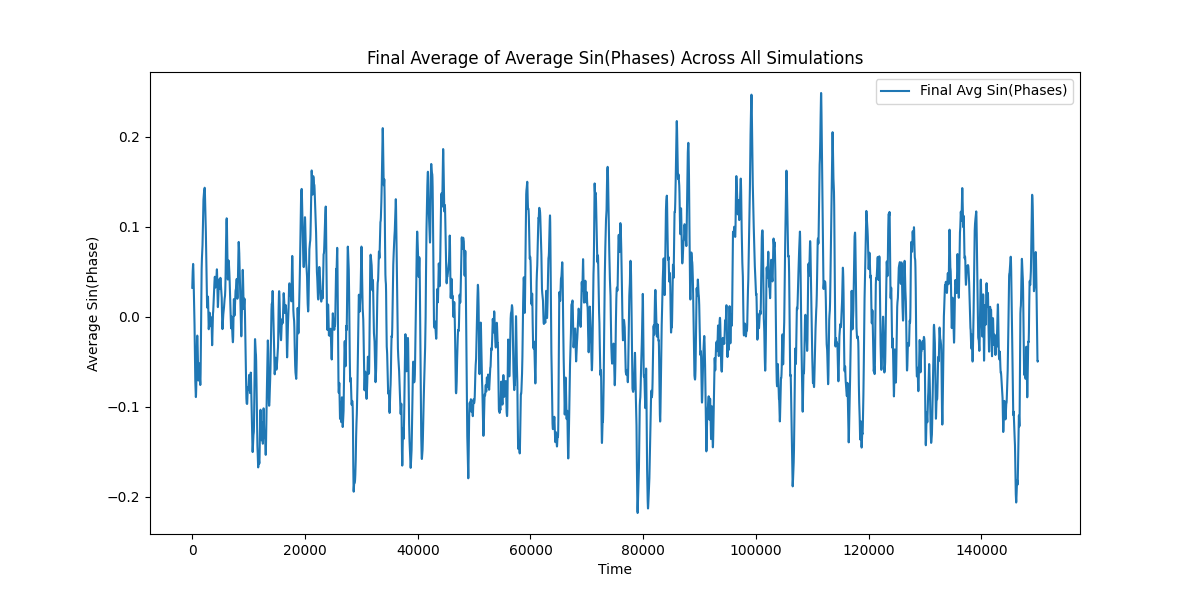 Final Average of Average Sin(Phases) Across All Simulations
Final Avg Sin(Phases)
Average Sin(Phase)
0.2
0.1
0.0
−0.1
−0.2
0 20000 40000 60000 80000 100000 120000 140000
Time